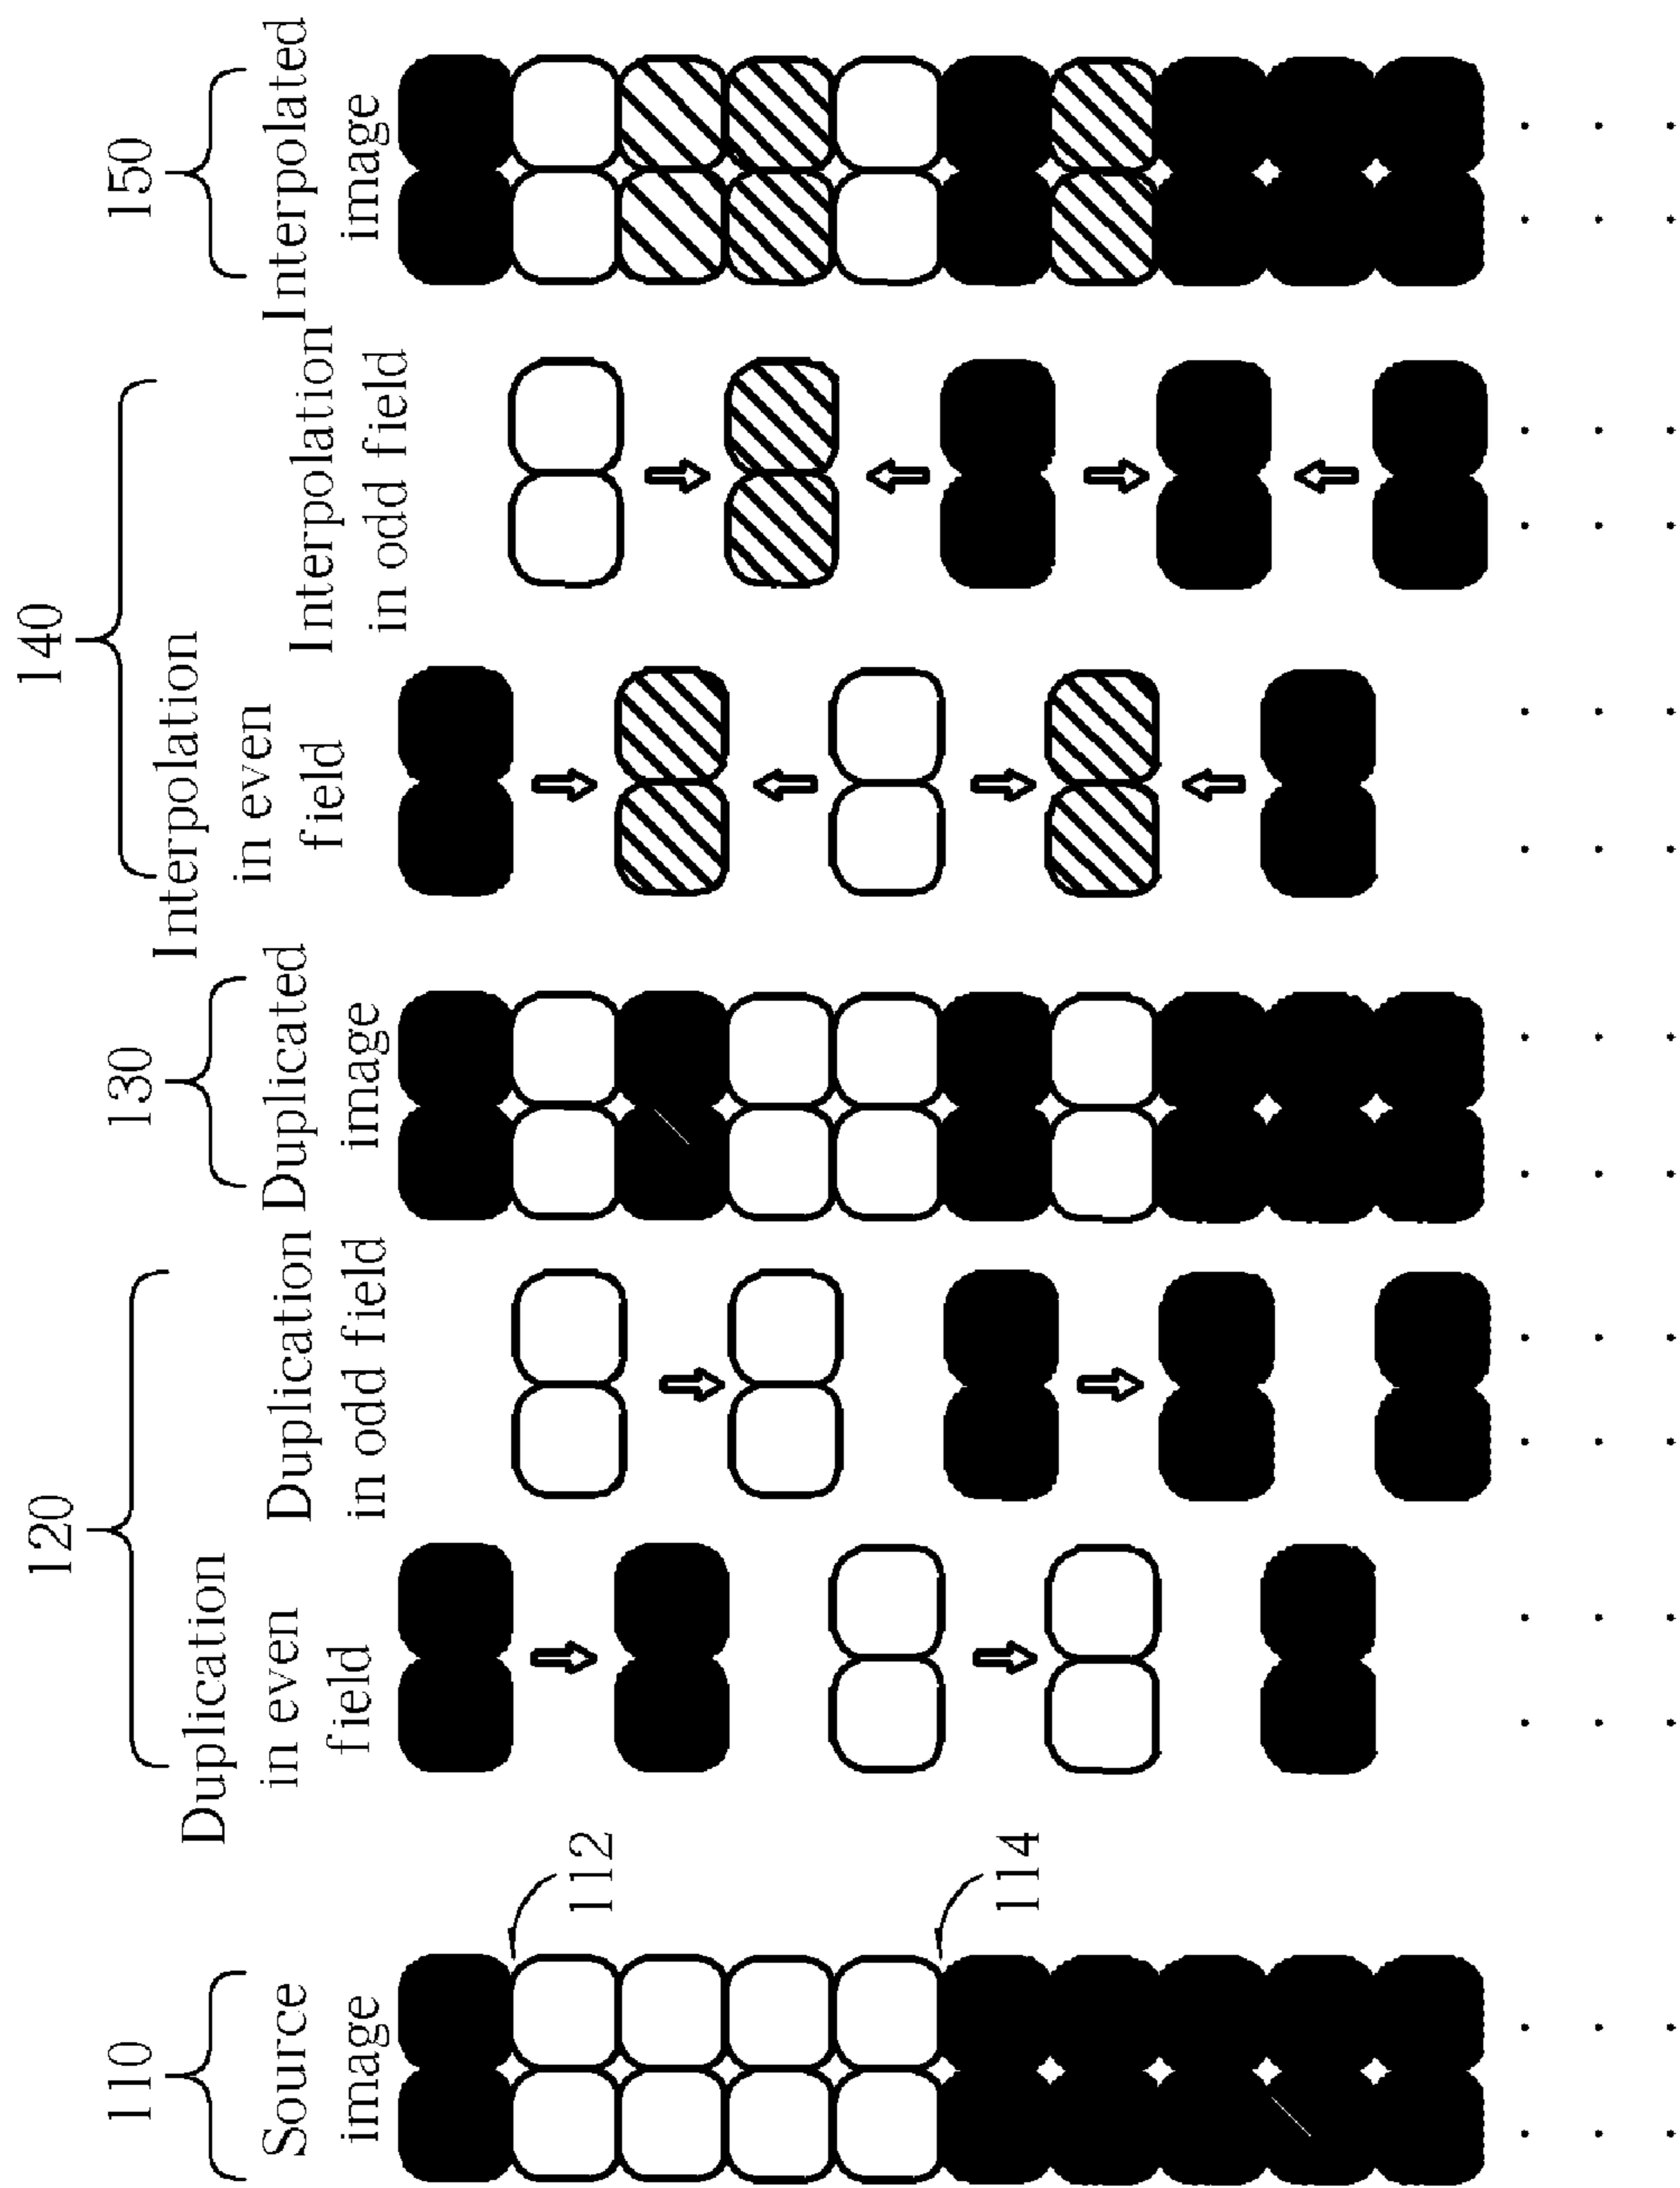 110
Source
image
112
114
120
Duplication
in even
field
Duplication
in odd field
130
Duplicated
image
140
Interpolation
in even
field
Interpolation
in odd field
150
Interpolated
image